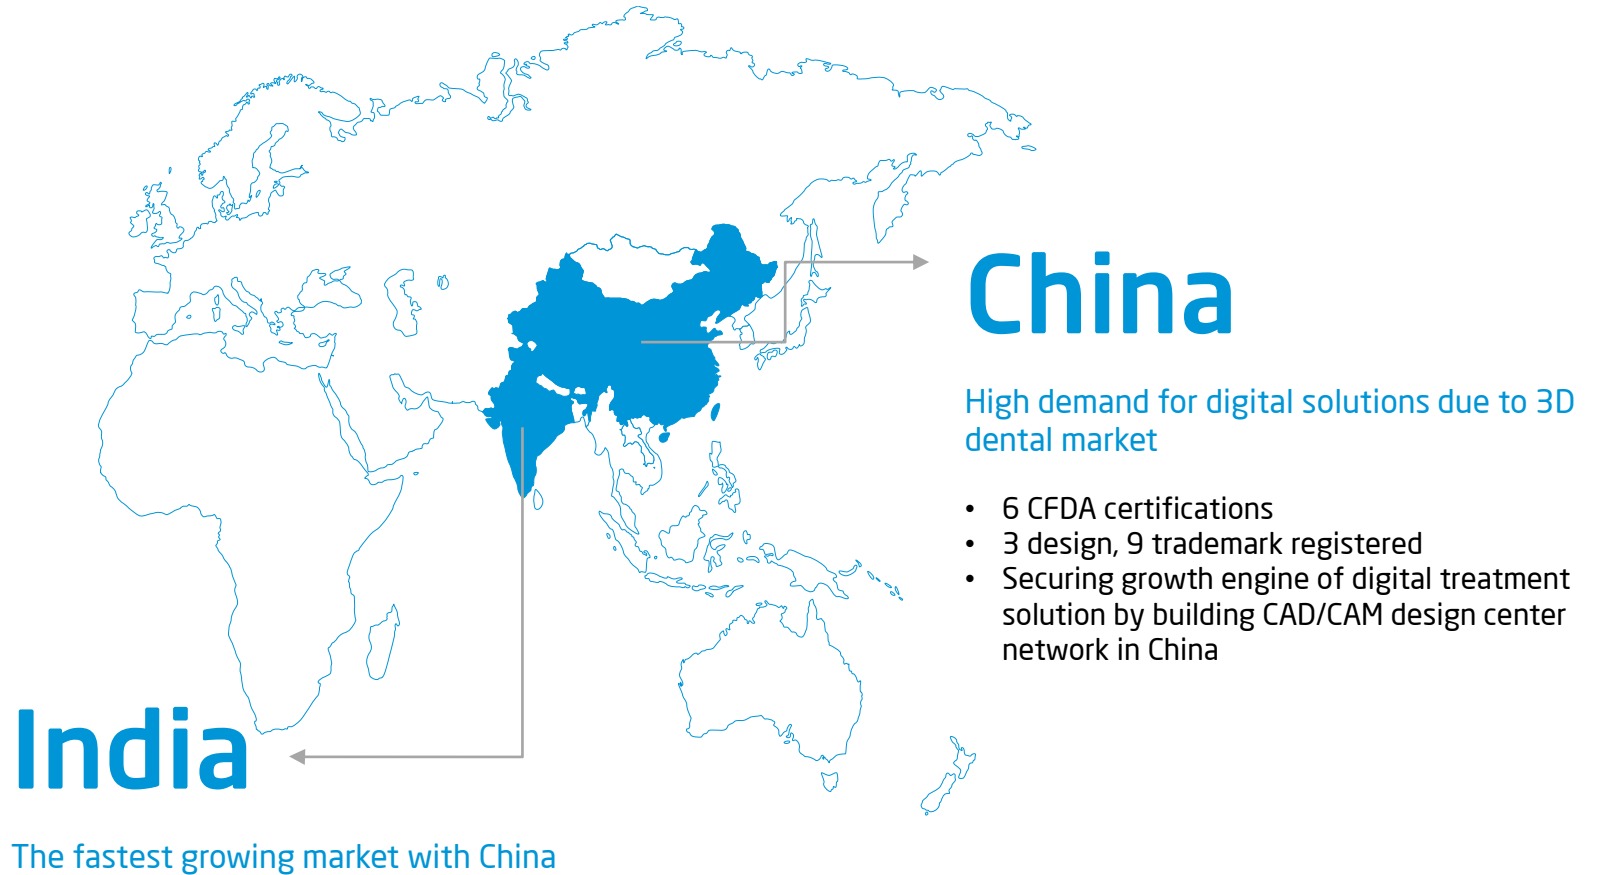 China
High demand for digital solutions due to 3D
dental market
• 6 CFDA certifications
• 3 design, 9 trademark registered
• Securing growth engine of digital treatment
solution by building CAD/CAM design center
network in China
India
The fastest growing market with China